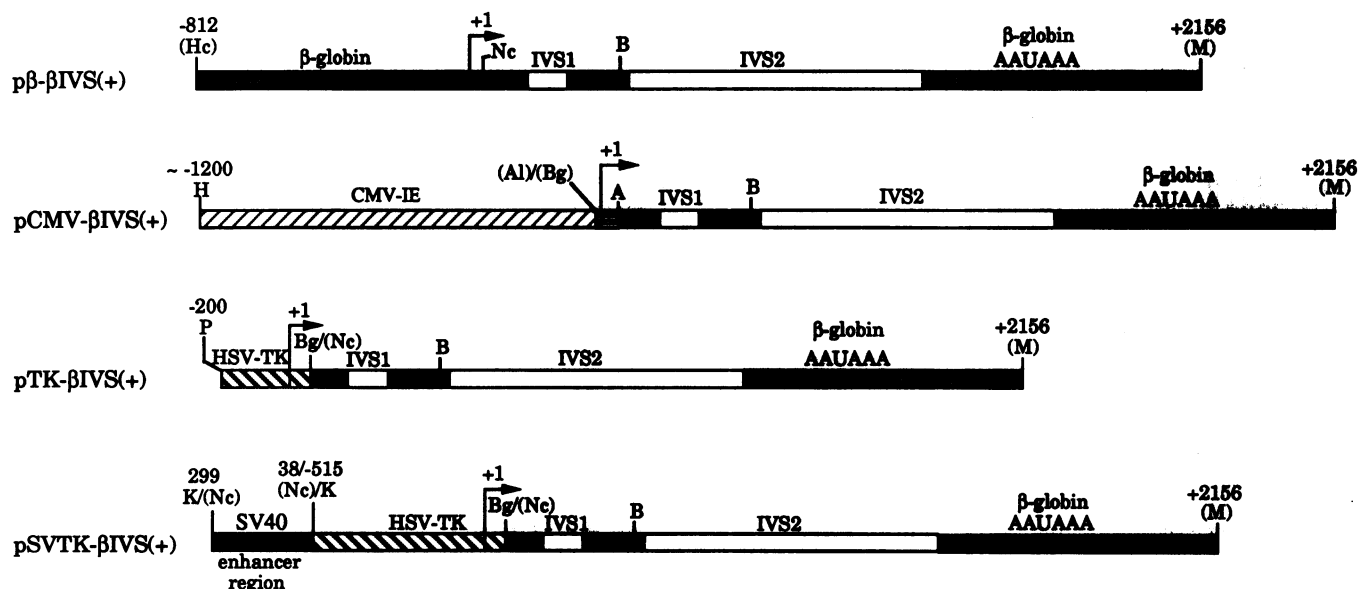 -812
(Hc)
+1
Nc
β-globin
IVS1
B
IVS2
β-globin
AAUAAA
+2156
(M)
pβ-βIVS(+)
~ -1200
H
CMV-IE
(Al)/(Bg)
+1
A
IVS1
B
IVS2
β-globin
AAUAAA
+2156
(M)
pCMV-βIVS(+)
-200
P
HSV-TK
+1
Bg/(Nc)
IVS1
B
IVS2
β-globin
AAUAAA
+2156
(M)
pTK-βIVS(+)
299
K/(Nc)
SV40
enhancer
region
38/-515
(Nc)/K
HSV-TK
+1
Bg/(Nc)
IVS1
B
IVS2
β-globin
AAUAAA
+2156
(M)
pSVTK-βIVS(+)